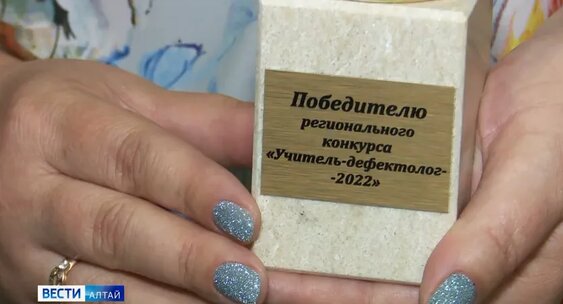 Победителю
регионального
конкурса
«Учитель-дефектолог-
-2022»
ВЕСТИ АЛТАЙ